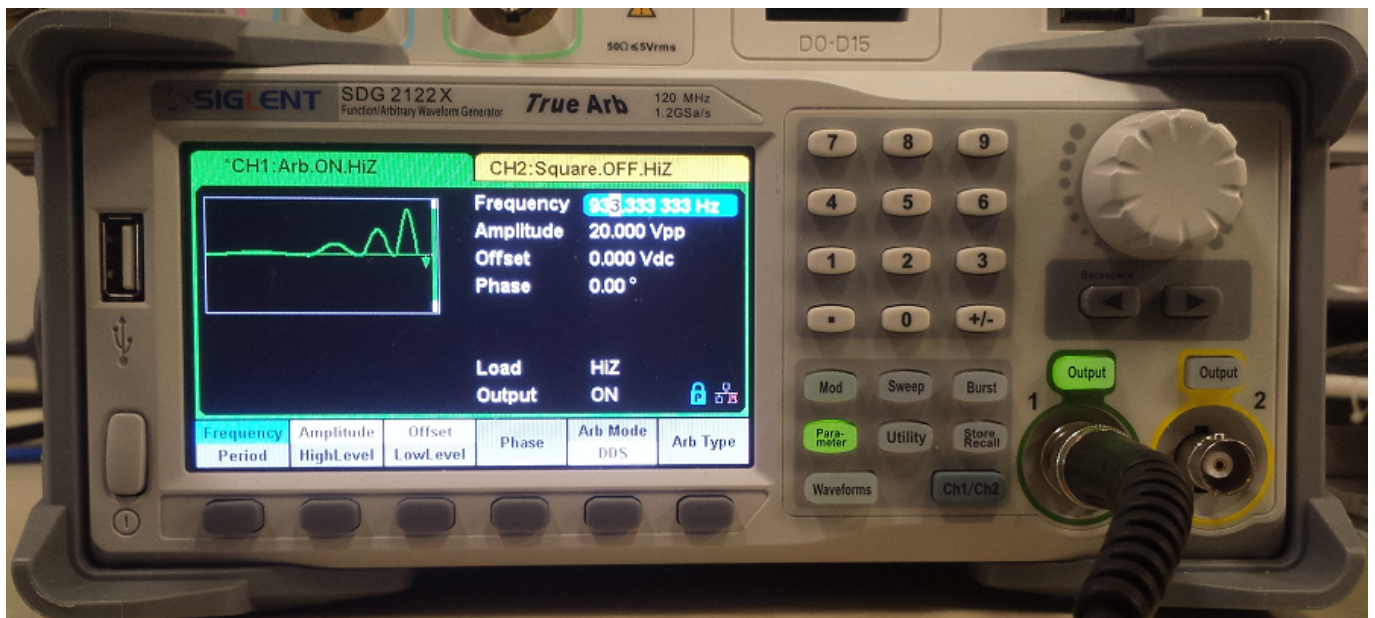 50Ω≤5Vrms
D0-D15
SIGLENT
SDG 2122X
Function/Arbitrary Waveform Generator
True Arb
120 MHz
1.2GSa/s
*CH1:Arb.ON.HiZ
CH2:Square.OFF.HiZ
Frequency 933.333 333 Hz
Amplitude 20.000 Vpp
Offset 0.000 Vdc
Phase 0.00 °
Load HiZ
Output ON
P
Frequency
Period
Amplitude
HighLevel
Offset
LowLevel
Phase
Arb Mode
DDS
Arb Type
7 8 9
4 5 6
1 2 3
. 0 +/-
Backspace
Mod Sweep Burst
Para-
meter
Utility
Store
Recall
Waveforms Ch1/Ch2
Output Output
1 2